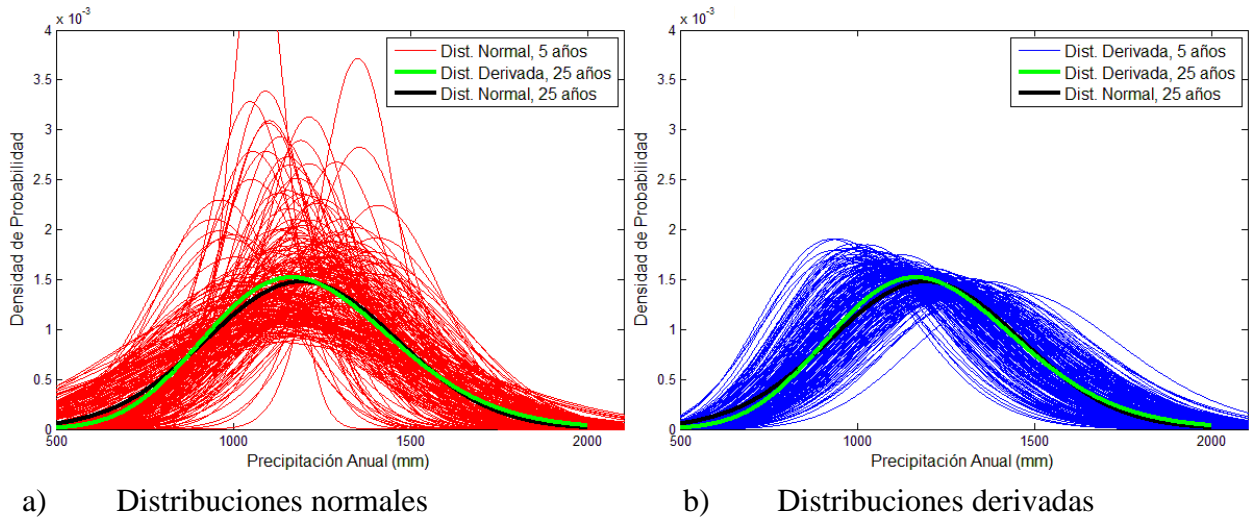 x 10⁻³
Dist. Normal, 5 años
Dist. Derivada, 25 años
Dist. Normal, 25 años
4
3.5
3
2.5
2
1.5
1
0.5
0
Densidad de Probabilidad
500
1000
1500
2000
Precipitación Anual (mm)
a) Distribuciones normales
x 10⁻³
Dist. Derivada, 5 años
Dist. Derivada, 25 años
Dist. Normal, 25 años
4
3.5
3
2.5
2
1.5
1
0.5
0
Densidad de Probabilidad
500
1000
1500
2000
Precipitación Anual (mm)
b) Distribuciones derivadas